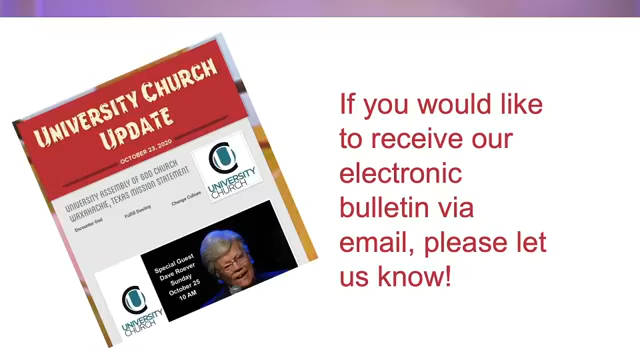 UNIVERSITY CHURCH
UPDATE
OCTOBER 23, 2020
UNIVERSITY ASSEMBLY OF GOD CHURCH
WAXAHACHIE, TEXAS MISSION STATEMENT
Encounter God Fulfill Destiny Change Culture
UNIVERSITY
CHURCH
Special Guest
Dave Roever
Sunday
October 25
10 AM
UNIVERSITY
CHURCH
If you would like
to receive our
electronic
bulletin via
email, please let
us know!